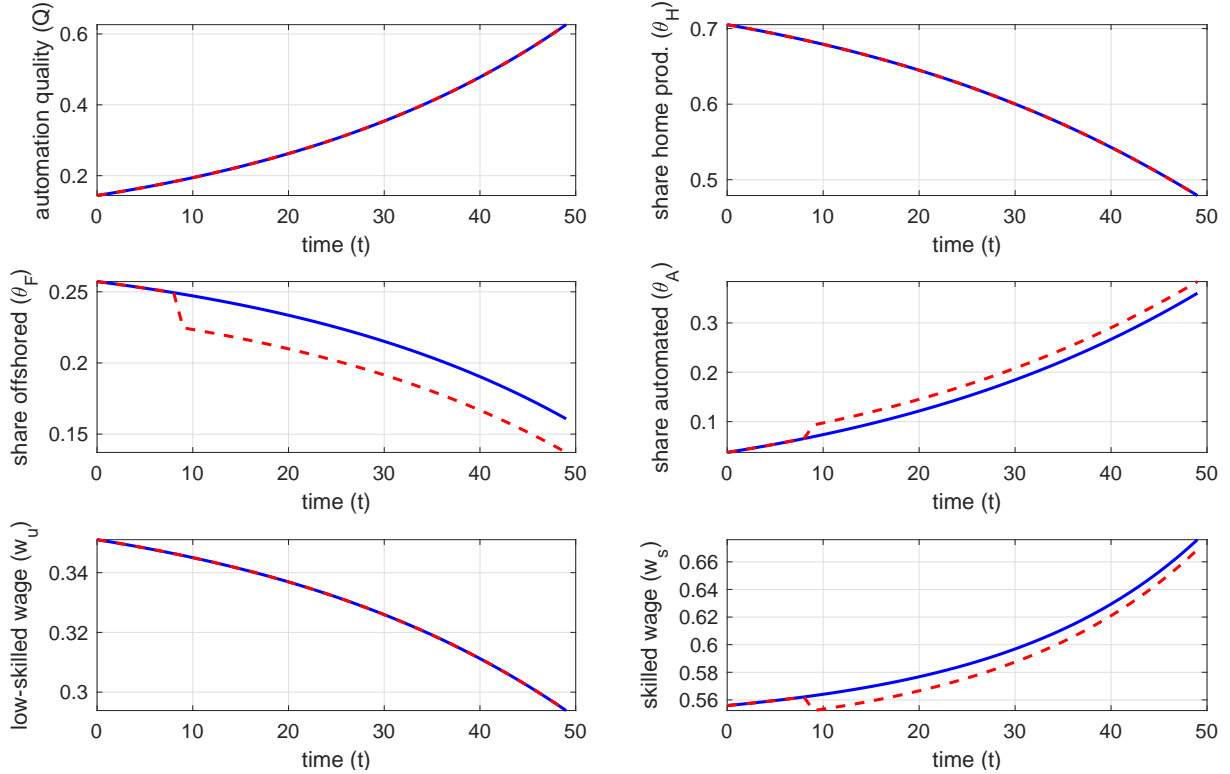 automation quality (Q)
0.6
0.4
0.2
0 10 20 30 40 50
time (t)
share home prod. (θ_H)
0.7
0.6
0.5
0 10 20 30 40 50
time (t)
share offshored (θ_F)
0.25
0.2
0.15
0 10 20 30 40 50
time (t)
share automated (θ_A)
0.3
0.2
0.1
0 10 20 30 40 50
time (t)
low-skilled wage (w_u)
0.34
0.32
0.3
0 10 20 30 40 50
time (t)
skilled wage (w_s)
0.66
0.64
0.62
0.6
0.58
0.56
0 10 20 30 40 50
time (t)